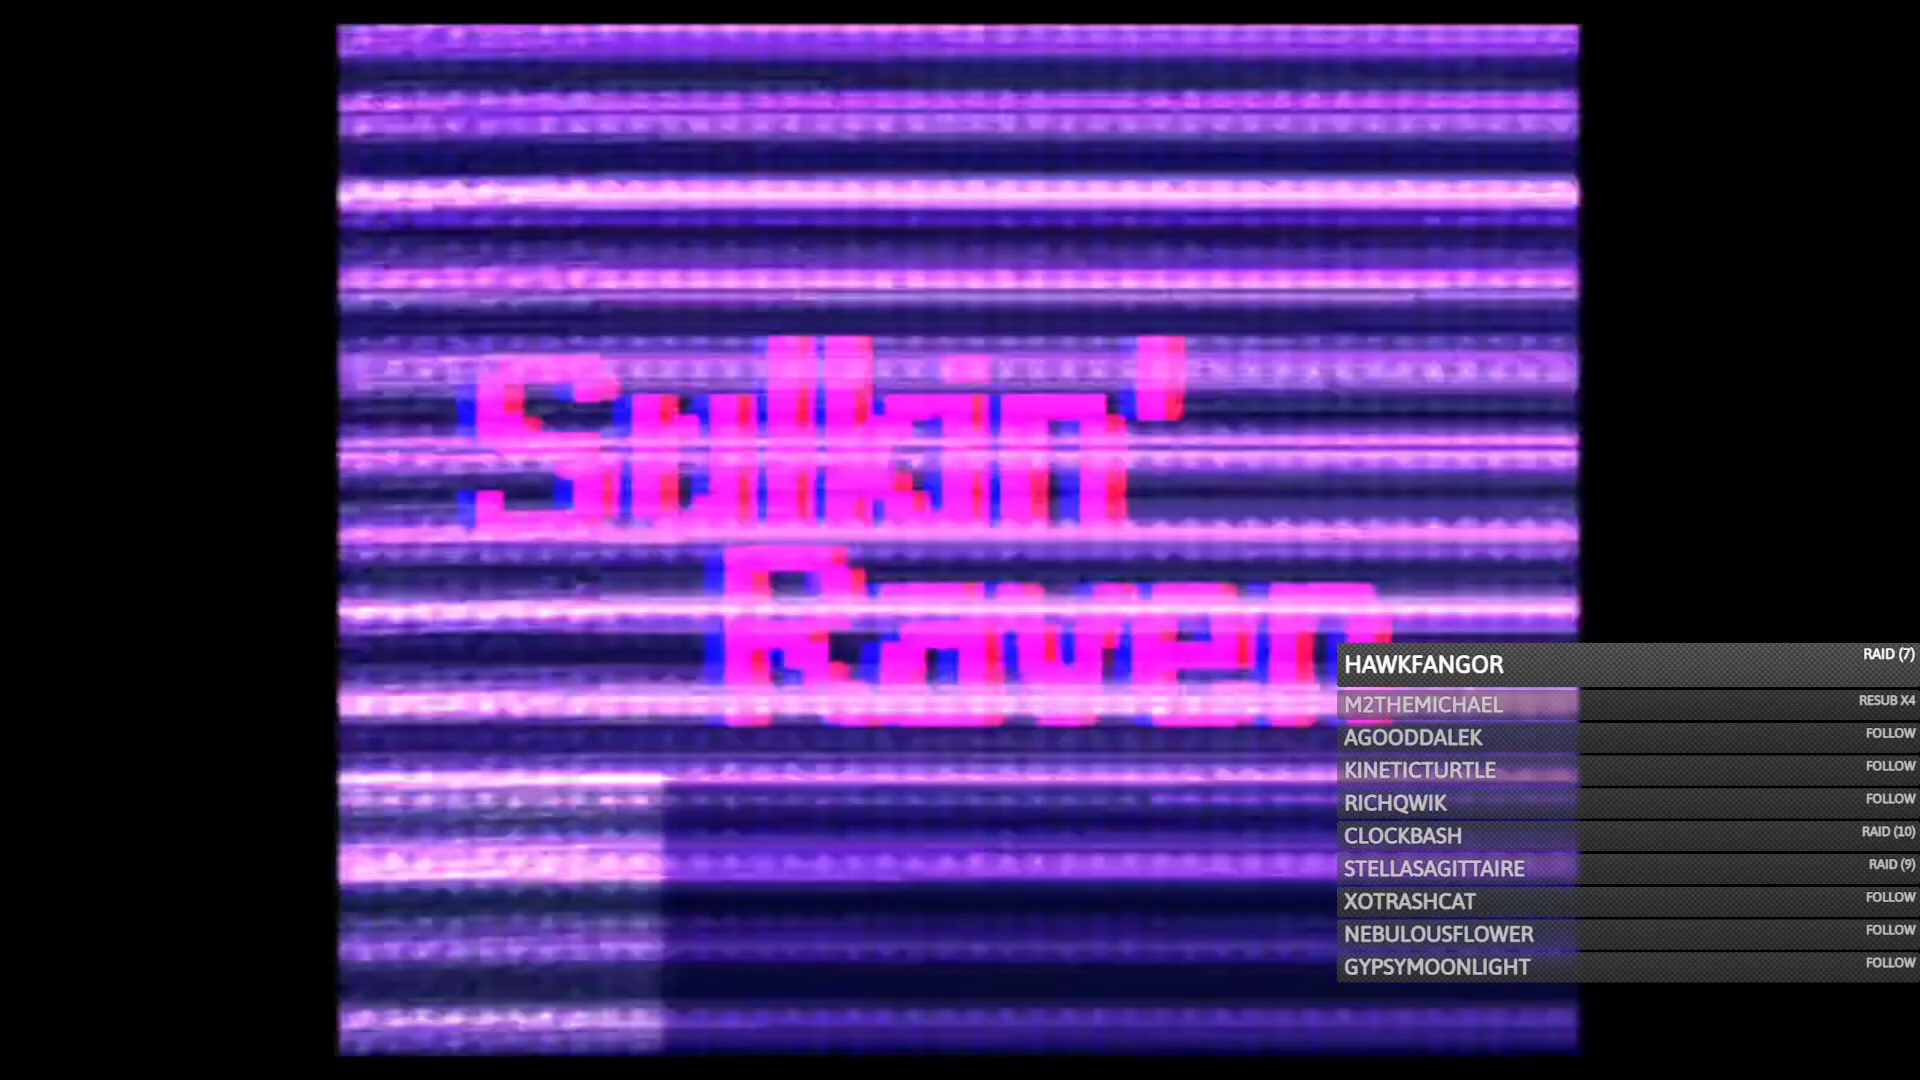 Sulkin'
Raven
HAWKFANGOR RAID (7)
M2THEMICHAEL RESUB X4
AGOODDALEK FOLLOW
KINETICTURTLE FOLLOW
RICHQWIK FOLLOW
CLOCKBASH RAID (10)
STELLASAGITTAIRE RAID (9)
XOTRASHCAT FOLLOW
NEBULOUSFLOWER FOLLOW
GYPSYMOONLIGHT FOLLOW